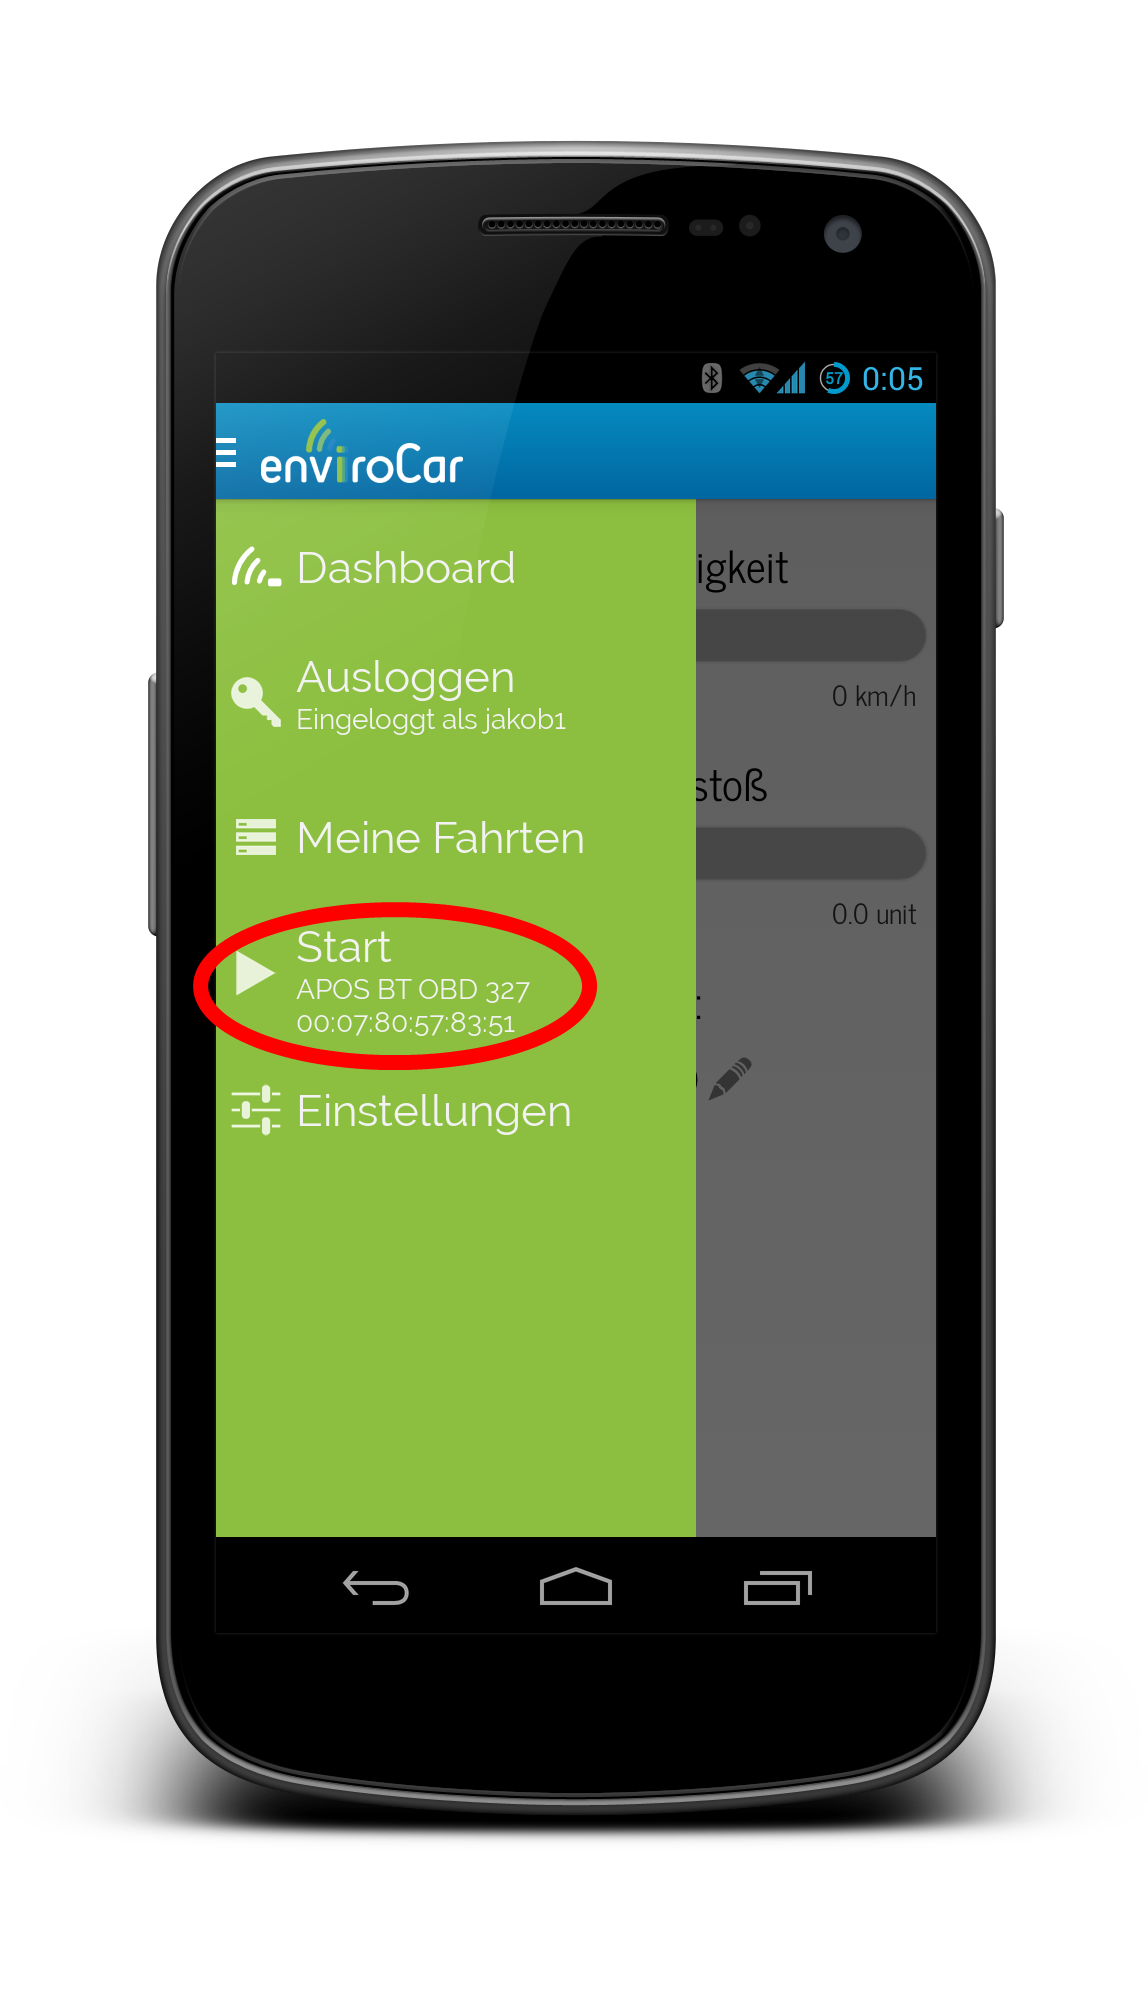 57 0:05
enviroCar
Dashboard
igkeit
Ausloggen
Eingeloggt als jakob1
0 km/h
stoß
Meine Fahrten
0.0 unit
Start
APOS BT OBD 327
00:07:80:57:83:51
Einstellungen